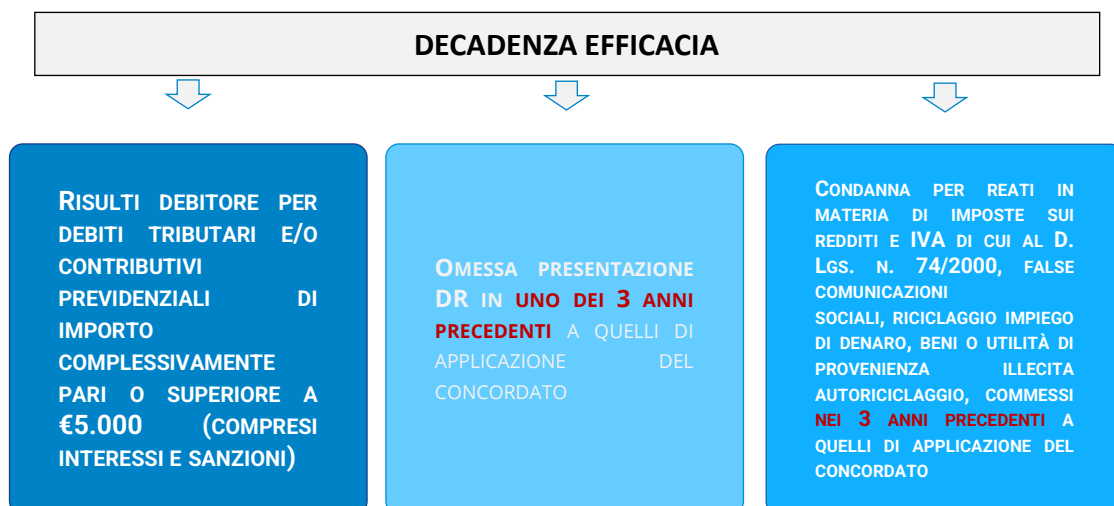 DECADENZA EFFICACIA
RISULTI DEBITORE PER
DEBITI TRIBUTARI E/O
CONTRIBUTIVI
PREVIDENZIALI DI
IMPORTO
COMPLESSIVAMENTE
PARI O SUPERIORE A
€5.000 (COMPRESI
INTERESSI E SANZIONI)
OMESSA PRESENTAZIONE
DR IN UNO DEI 3 ANNI
PRECEDENTI A QUELLI DI
APPLICAZIONE DEL
CONCORDATO
CONDANNA PER REATI IN
MATERIA DI IMPOSTE SUI
REDDITI E IVA DI CUI AL D.
LGS. N. 74/2000, FALSE
COMUNICAZIONI
SOCIALI, RICICLAGGIO IMPIEGO
DI DENARO, BENI O UTILITÀ DI
PROVENIENZA ILLECITA
AUTORICICLAGGIO, COMMESSI
NEI 3 ANNI PRECEDENTI A
QUELLI DI APPLICAZIONE DEL
CONCORDATO